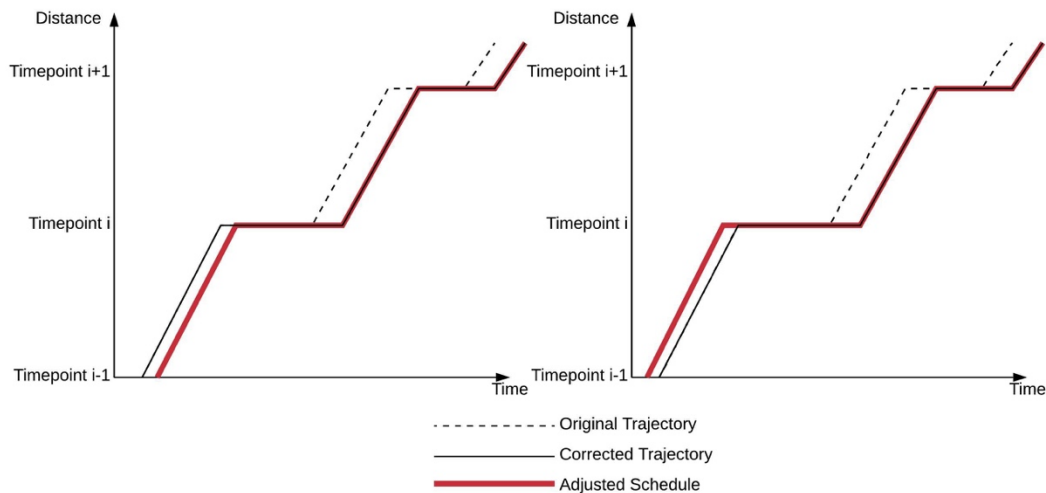 Distance
Timepoint i+1
Timepoint i
Timepoint i-1
Time
Distance
Timepoint i+1
Timepoint i
Timepoint i-1
Time
Original Trajectory
Corrected Trajectory
Adjusted Schedule